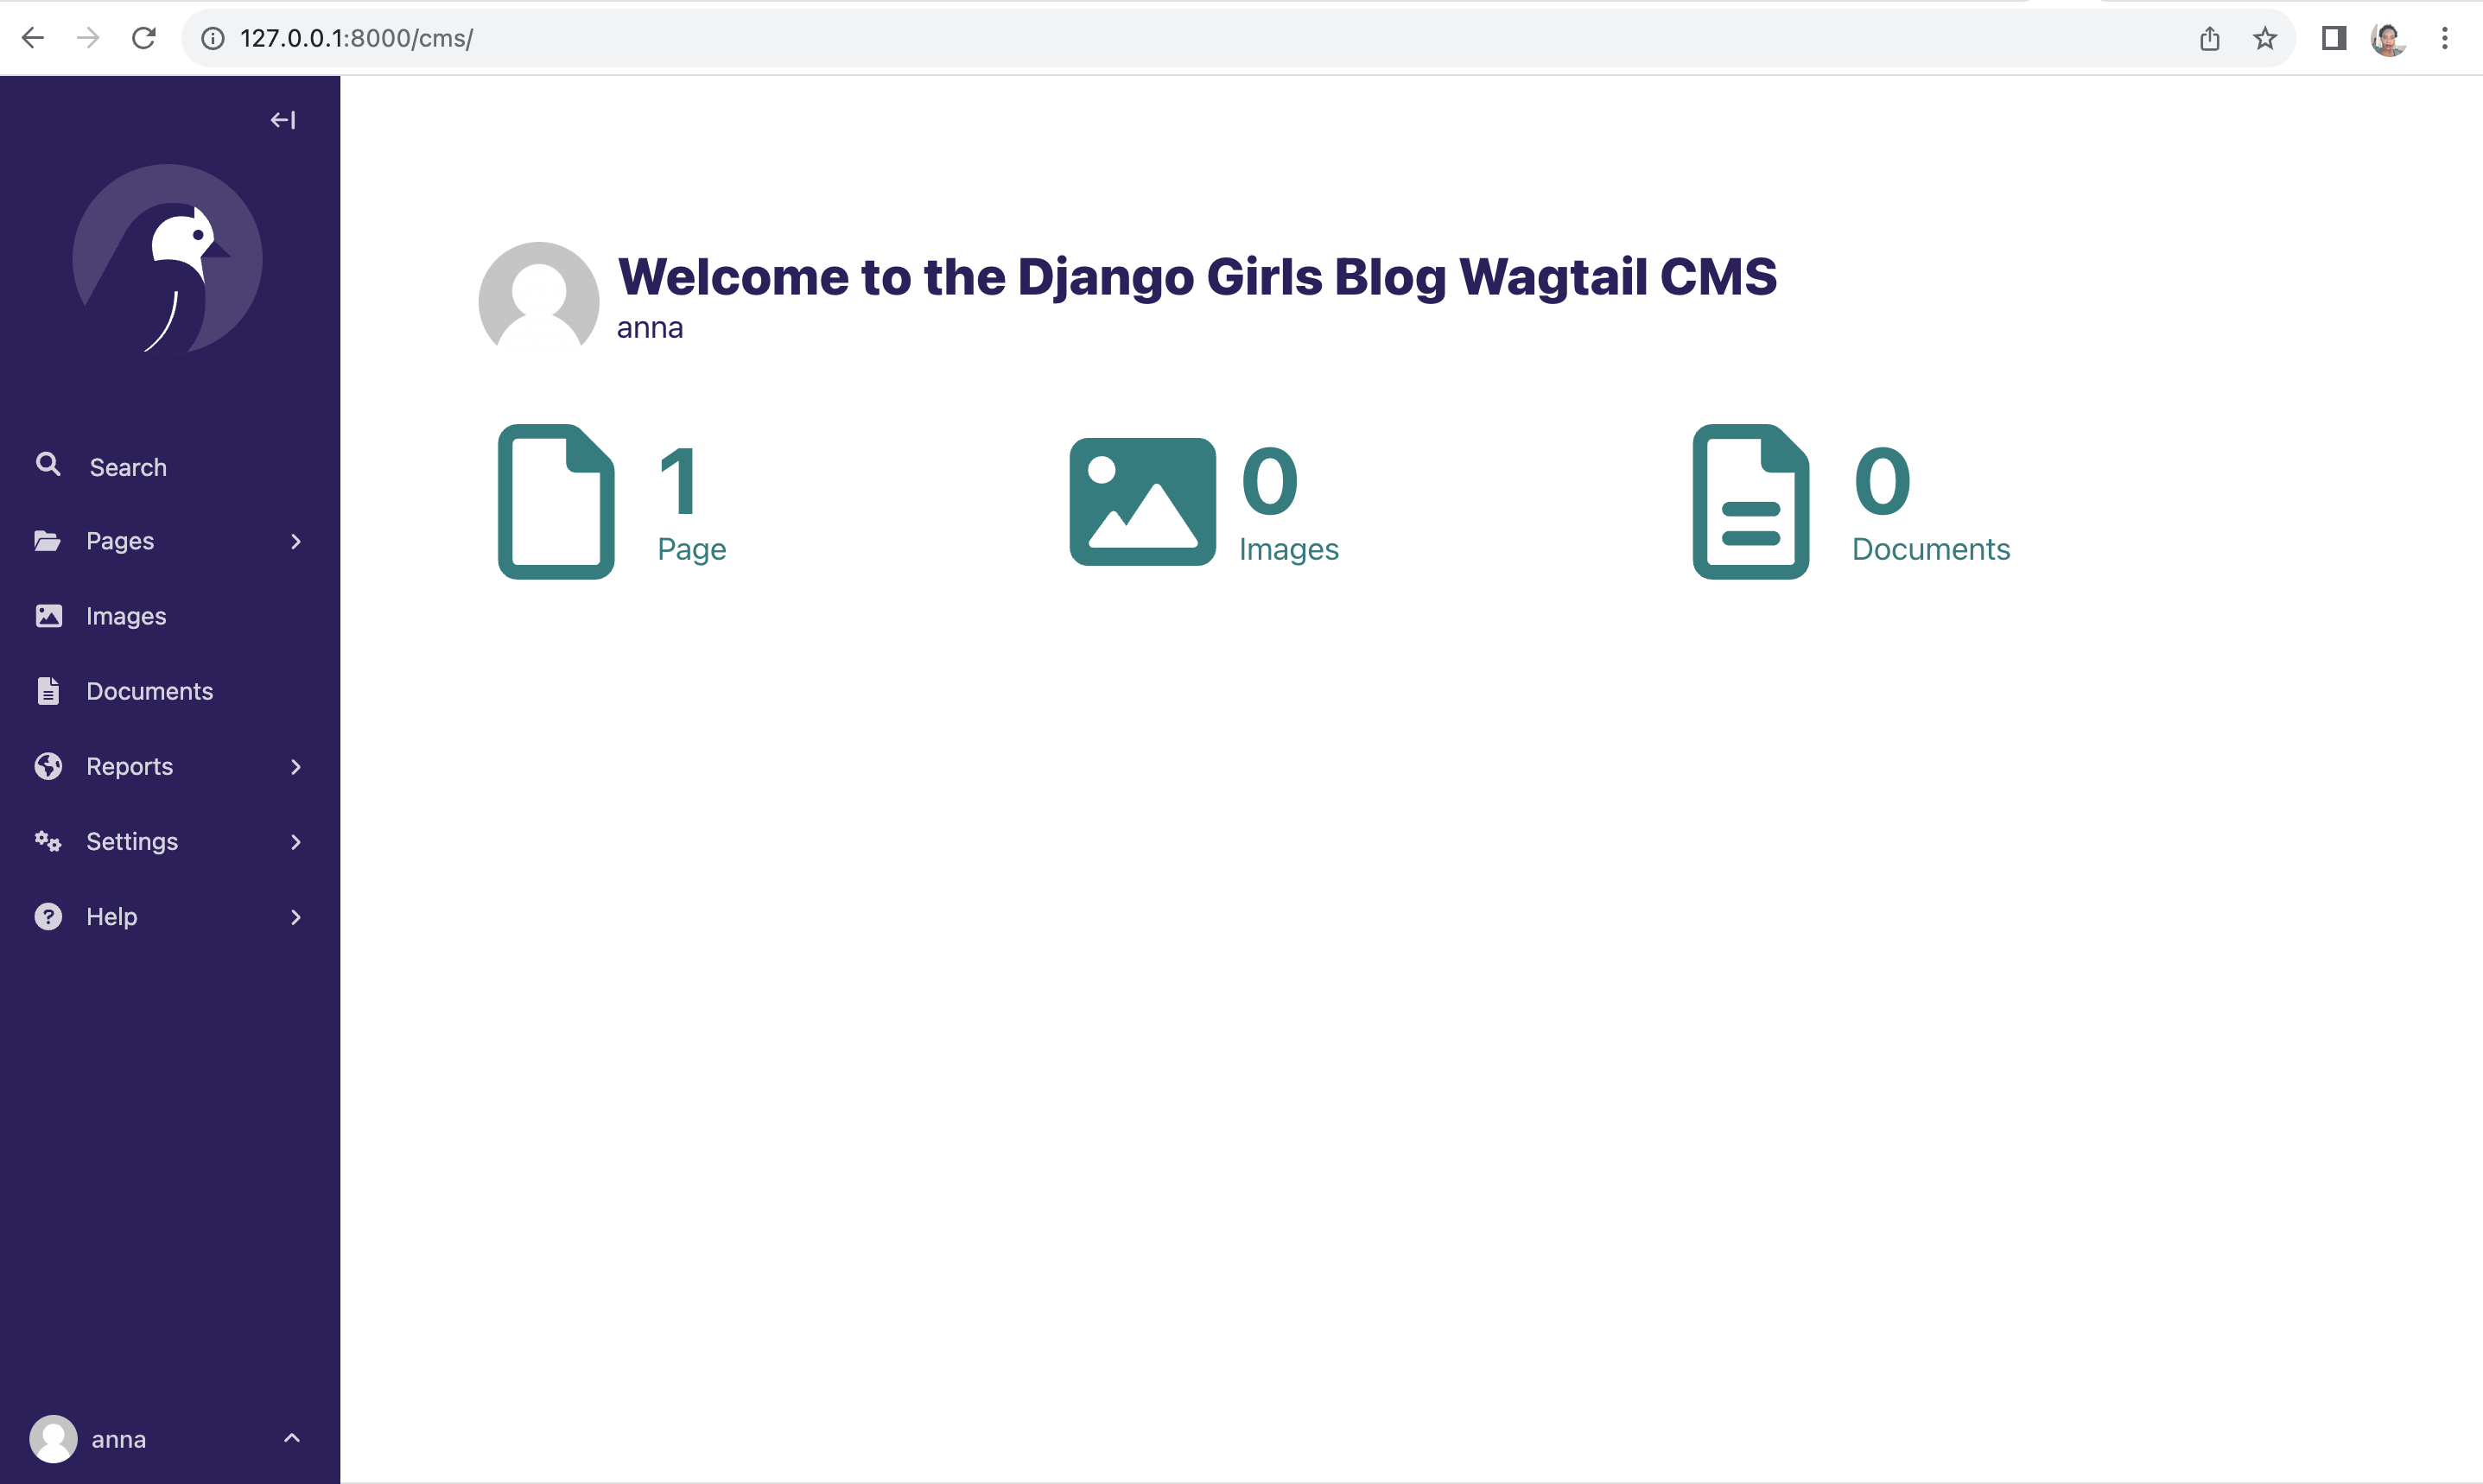 127.0.0.1:8000/cms/
Welcome to the Django Girls Blog Wagtail CMS
anna
1
Page
0
Images
0
Documents
Search
Pages
Images
Documents
Reports
Settings
Help
anna